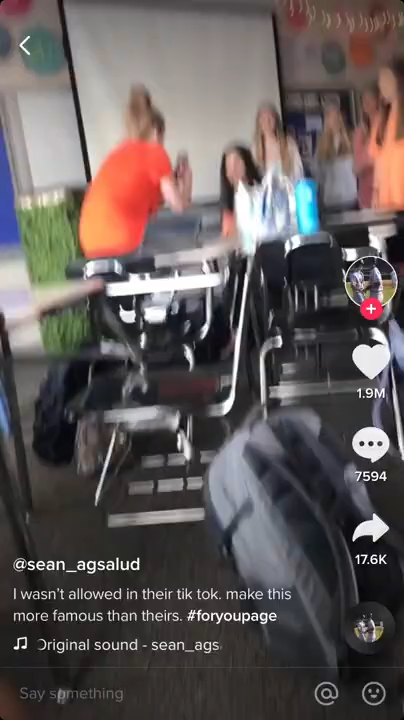 1.9M
7594
17.6K
@sean_agsalud
I wasn't allowed in their tik tok. make this
more famous than theirs. #foryoupage
Original sound - sean_ags
Say something